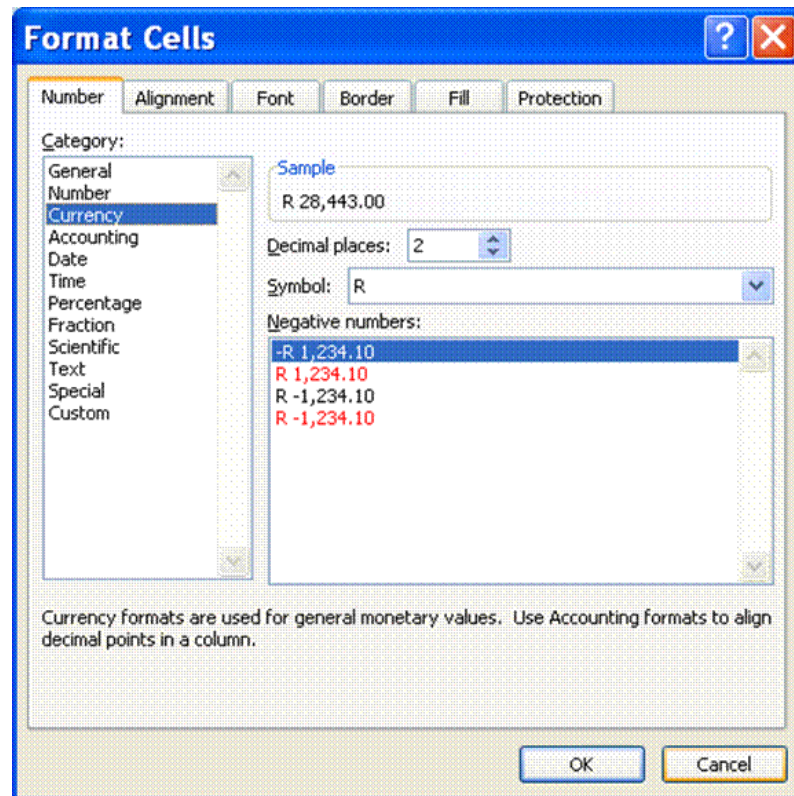 Format Cells
Number Alignment Font Border Fill Protection
Category:
General
Number
Currency
Accounting
Date
Time
Percentage
Fraction
Scientific
Text
Special
Custom
Sample
R 28,443.00
Decimal places: 2
Symbol: R
Negative numbers:
-R 1,234.10
R 1,234.10
R -1,234.10
R -1,234.10
Currency formats are used for general monetary values. Use Accounting formats to align
decimal points in a column.
OK Cancel